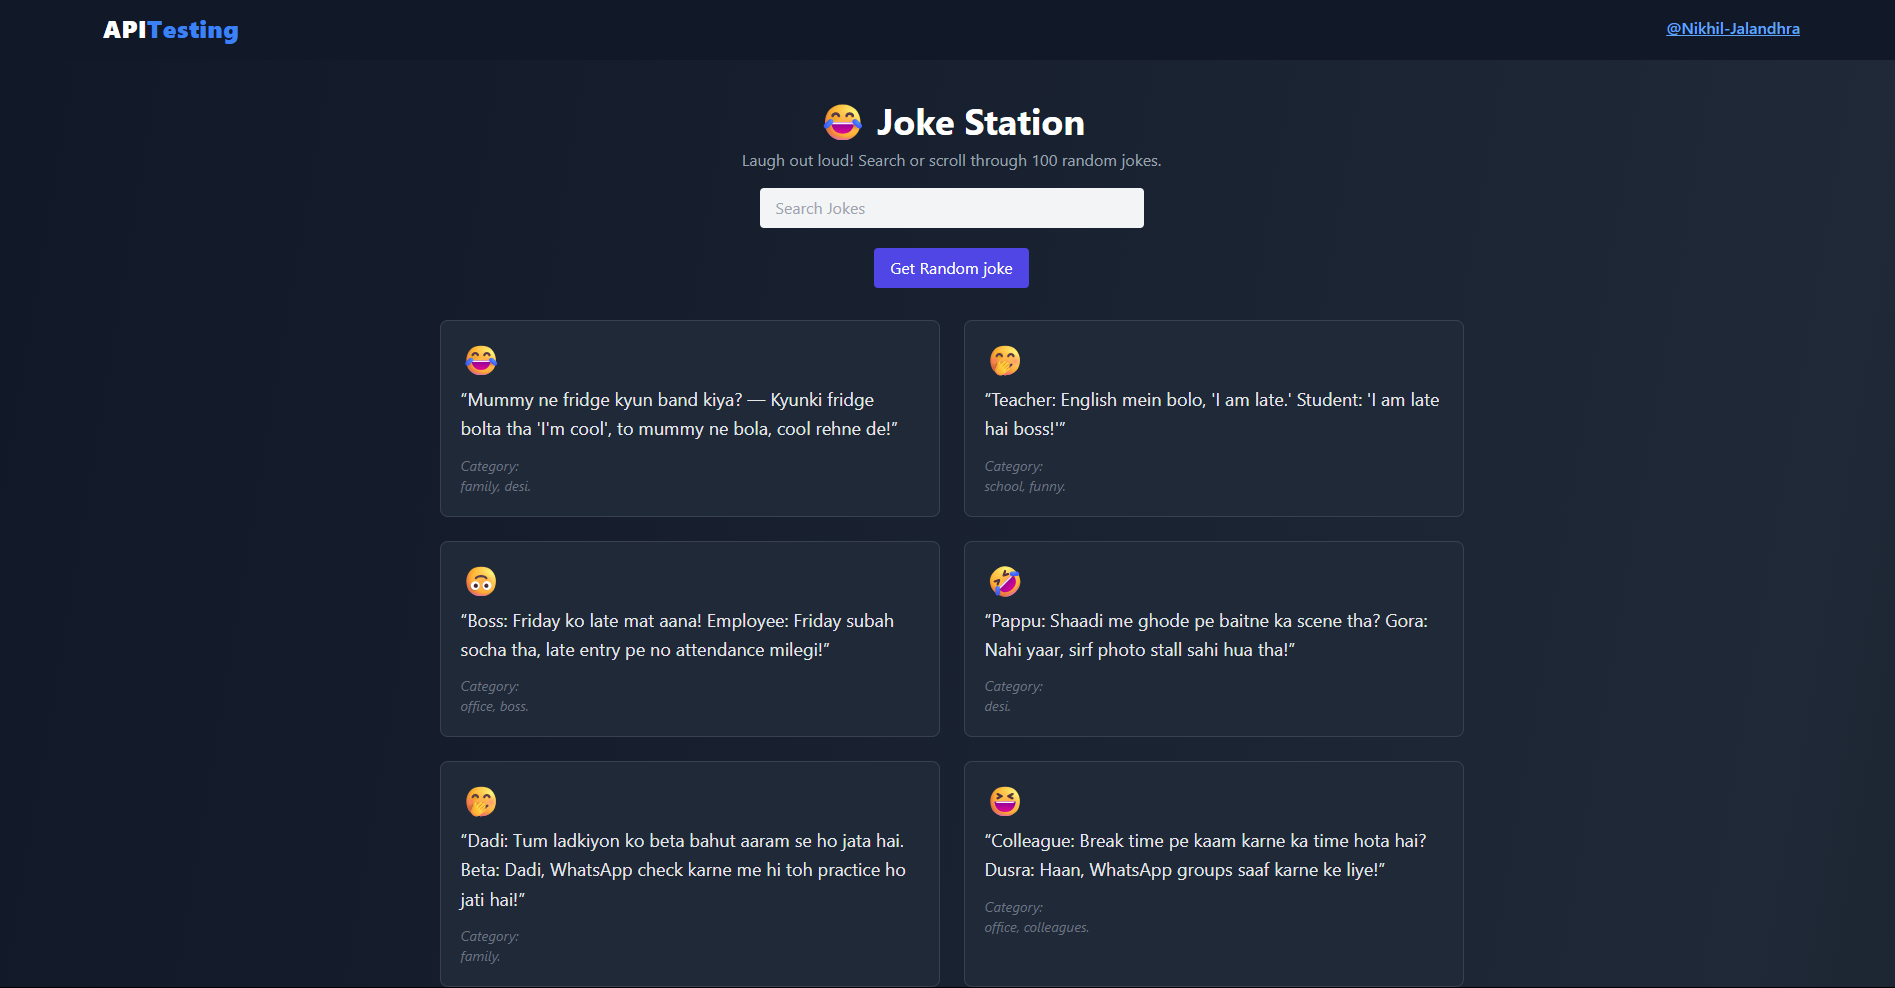 APITesting
@Nikhil-Jalandhra
😂 Joke Station
Laugh out loud! Search or scroll through 100 random jokes.
Search Jokes
Get Random joke
😂
“Mummy ne fridge kyun band kiya? — Kyunki fridge
bolta tha 'I'm cool', to mummy ne bola, cool rehne de!”
Category:
family, desi.
🤭
“Teacher: English mein bolo, 'I am late.' Student: 'I am late
hai boss!'”
Category:
school, funny.
🙃
“Boss: Friday ko late mat aana! Employee: Friday subah
socha tha, late entry pe no attendance milegi!”
Category:
office, boss.
🤣
“Pappu: Shaadi me ghode pe baitne ka scene tha? Gora:
Nahi yaar, sirf photo stall sahi hua tha!”
Category:
desi.
🤭
“Dadi: Tum ladkiyon ko beta bahut aaram se ho jata hai.
Beta: Dadi, WhatsApp check karne me hi toh practice ho
jati hai!”
Category:
family.
😆
“Colleague: Break time pe kaam karne ka time hota hai?
Dusra: Haan, WhatsApp groups saaf karne ke liye!”
Category:
office, colleagues.